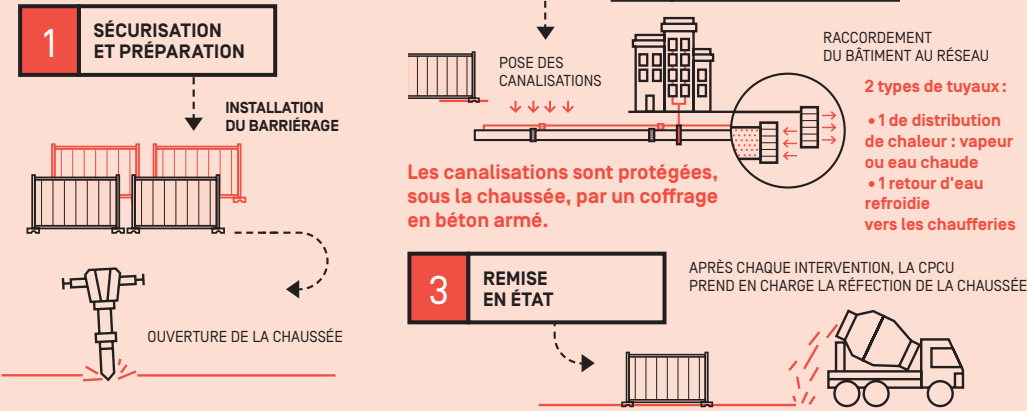 1
SÉCURISATION
ET PRÉPARATION
INSTALLATION
DU BARRIÉRAGE
OUVERTURE DE LA CHAUSSÉE
POSE DES
CANALISATIONS
RACCORDEMENT
DU BÂTIMENT AU RÉSEAU
2 types de tuyaux :
• 1 de distribution
de chaleur : vapeur
ou eau chaude
• 1 retour d'eau
refroidie
vers les chaufferies
Les canalisations sont protégées,
sous la chaussée, par un coffrage
en béton armé.
3
REMISE
EN ÉTAT
APRÈS CHAQUE INTERVENTION, LA CPCU
PREND EN CHARGE LA RÉFECTION DE LA CHAUSSÉE